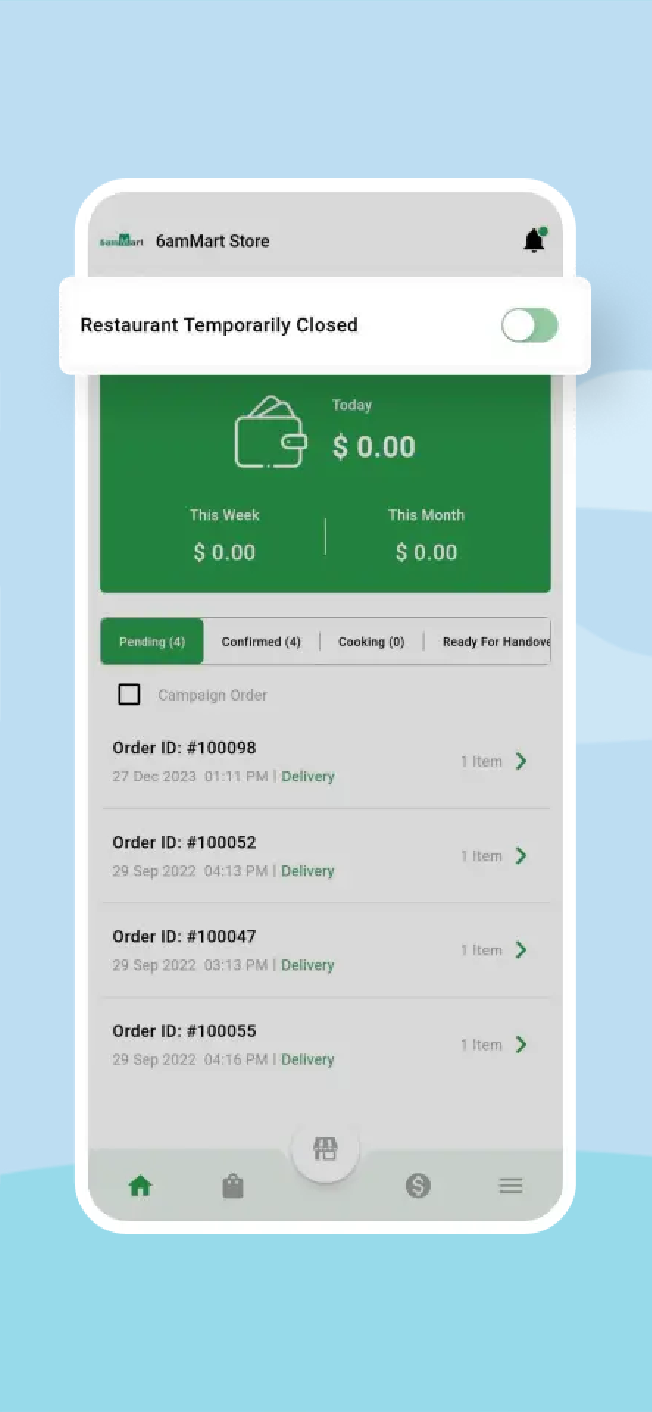 6amMart 6amMart Store
Restaurant Temporarily Closed
Today
$ 0.00
This Week
This Month
$ 0.00
$ 0.00
Pending (4)
Confirmed (4)
Cooking (0)
Ready For Handove
Campaign Order
Order ID: #100098
1 Item
27 Dec 2023 01:11 PM | Delivery
Order ID: #100052
1 Item
29 Sep 2022 04:13 PM | Delivery
Order ID: #100047
1 Item
29 Sep 2022 03:13 PM | Delivery
Order ID: #100055
1 Item
29 Sep 2022 04:16 PM | Delivery